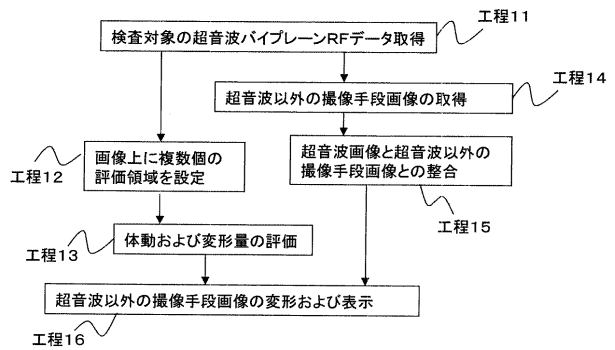 検査対象の超音波バイプレーンRFデータ取得
工程11
超音波以外の撮像手段画像の取得
工程14
画像上に複数個の
評価領域を設定
工程12
超音波画像と超音波以外の
撮像手段画像との整合
工程15
体動および変形量の評価
工程13
超音波以外の撮像手段画像の変形および表示
工程16